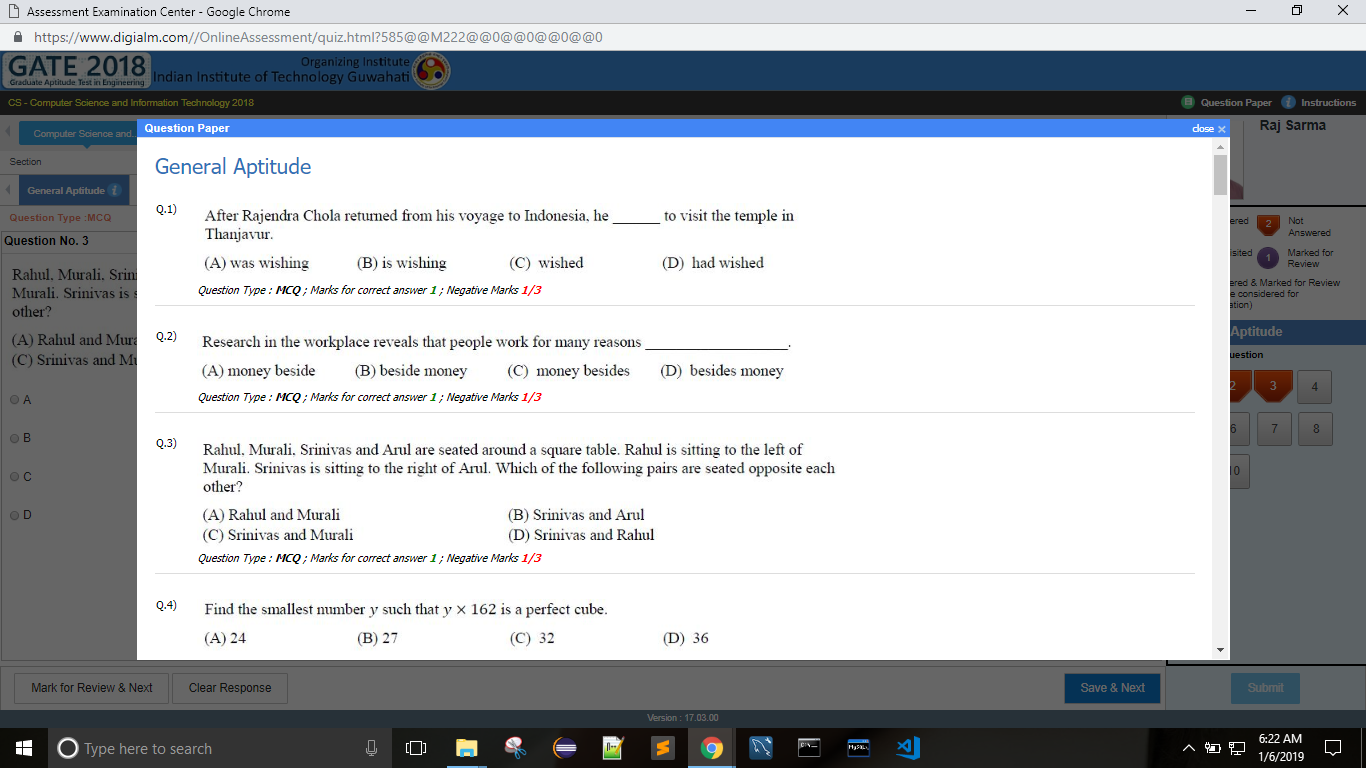 Assessment Examination Center - Google Chrome
https://www.digialm.com//OnlineAssessment/quiz.html?585@@M222@@0@@0@@0@@0
GATE 2018
Graduate Aptitude Test in Engineering
Organizing Institute
Indian Institute of Technology Guwahati
CS - Computer Science and Information Technology 2018
Question Paper
Instructions
Computer Science and...
Section
General Aptitude
Question Type :MCQ
Question No. 3
Rahul, Murali, Srin
Murali. Srinivas is s
other?
(A) Rahul and Mura
(C) Srinivas and Mu
A
B
C
D
Question Paper
close
General Aptitude
Q.1)
After Rajendra Chola returned from his voyage to Indonesia, he ______ to visit the temple in
Thanjavur.
(A) was wishing (B) is wishing (C) wished (D) had wished
Question Type : MCQ ; Marks for correct answer 1 ; Negative Marks 1/3
Q.2)
Research in the workplace reveals that people work for many reasons __________________.
(A) money beside (B) beside money (C) money besides (D) besides money
Question Type : MCQ ; Marks for correct answer 1 ; Negative Marks 1/3
Q.3)
Rahul, Murali, Srinivas and Arul are seated around a square table. Rahul is sitting to the left of
Murali. Srinivas is sitting to the right of Arul. Which of the following pairs are seated opposite each
other?
(A) Rahul and Murali (B) Srinivas and Arul
(C) Srinivas and Murali (D) Srinivas and Rahul
Question Type : MCQ ; Marks for correct answer 1 ; Negative Marks 1/3
Q.4)
Find the smallest number y such that y × 162 is a perfect cube.
(A) 24 (B) 27 (C) 32 (D) 36
Raj Sarma
ered 2 Not
Answered
isited 1 Marked for
Review
ered & Marked for Review
e considered for
ation)
Aptitude
uestion
2 3 4
6 7 8
10
Mark for Review & Next
Clear Response
Save & Next
Submit
Version : 17.03.00
Type here to search
6:22 AM
1/6/2019